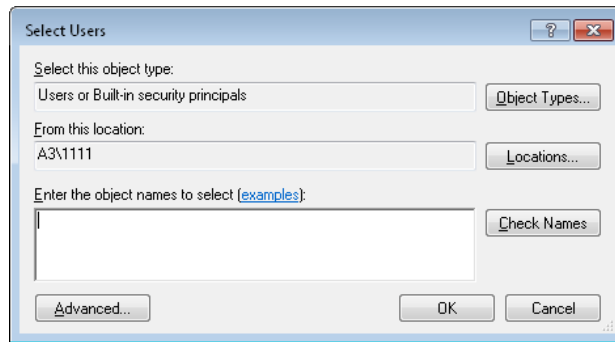 Select Users
Select this object type:
Users or Built-in security principals
Object Types...
From this location:
A3\1111
Locations...
Enter the object names to select (examples):
Check Names
Advanced...
OK
Cancel